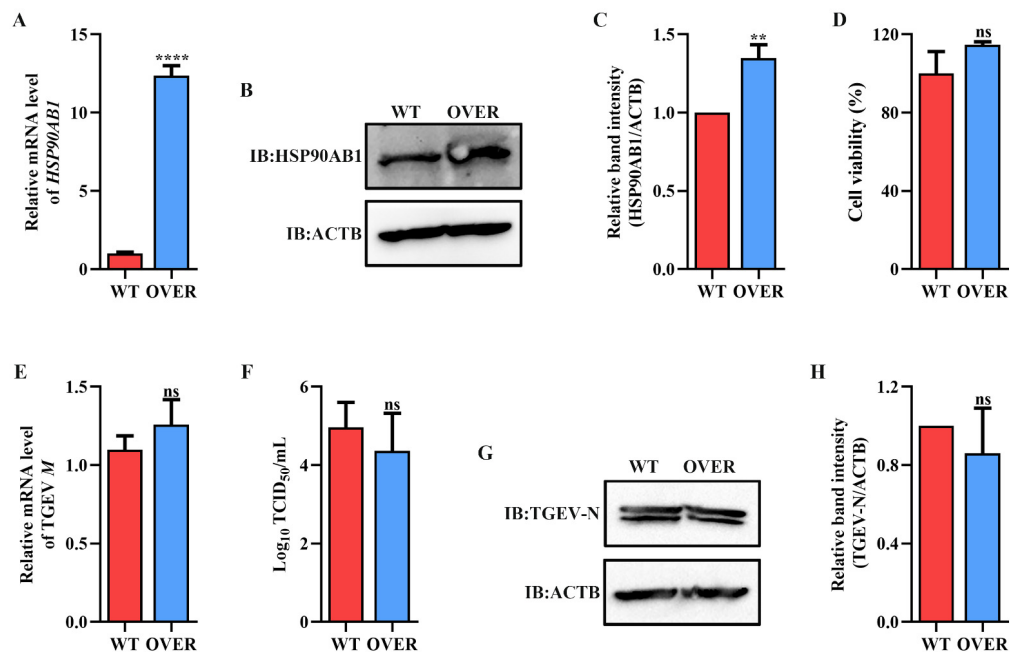 A
Relative mRNA level
of HSP90AB1
15
10
5
0
****
WT OVER
B
WT OVER
IB:HSP90AB1
IB:ACTB
C
Relative band intensity
(HSP90AB1/ACTB)
1.5
1.0
0.5
0.0
**
WT OVER
D
Cell viability (%)
120
80
40
0
ns
WT OVER
E
Relative mRNA level
of TGEV M
1.5
1.0
0.5
0.0
ns
WT OVER
F
Log₁₀ TCID₅₀/mL
6
4
2
0
ns
WT OVER
G
WT OVER
IB:TGEV-N
IB:ACTB
H
Relative band intensity
(TGEV-N/ACTB)
1.2
0.8
0.4
0.0
ns
WT OVER